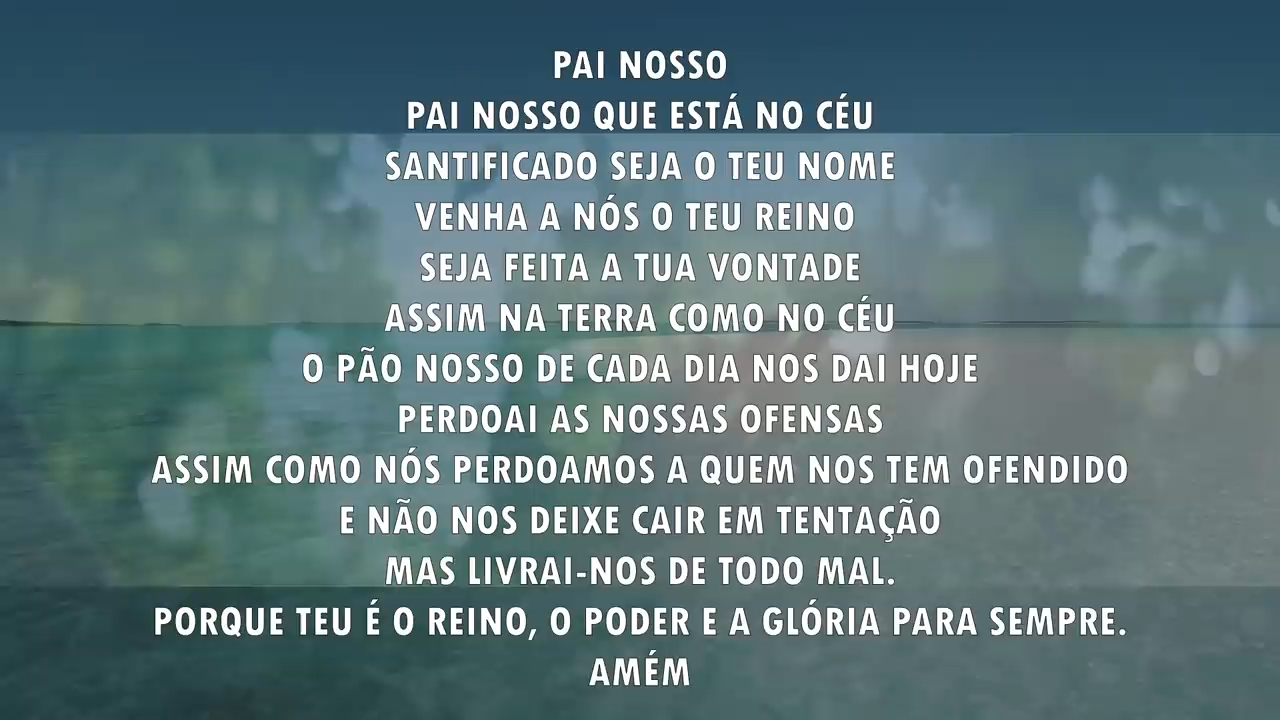 PAI NOSSO
PAI NOSSO QUE ESTÁ NO CÉU
SANTIFICADO SEJA O TEU NOME
VENHA A NÓS O TEU REINO
SEJA FEITA A TUA VONTADE
ASSIM NA TERRA COMO NO CÉU
O PÃO NOSSO DE CADA DIA NOS DAI HOJE
PERDOAI AS NOSSAS OFENSAS
ASSIM COMO NÓS PERDOAMOS A QUEM NOS TEM OFENDIDO
E NÃO NOS DEIXE CAIR EM TENTAÇÃO
MAS LIVRAI-NOS DE TODO MAL.
PORQUE TEU É O REINO, O PODER E A GLÓRIA PARA SEMPRE.
AMÉM